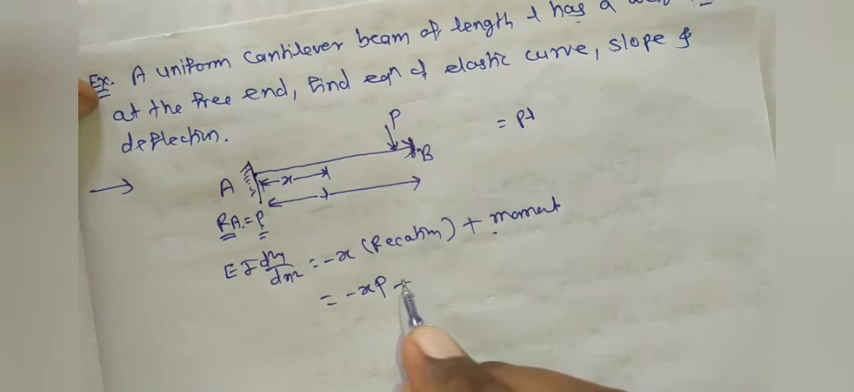 Ex. A uniform cantilever beam of length l has a
at the free end, find eqn of elastic curve, slope &
deflection.
P
= Pl
→ A x B
l
RA = P
EI d²y/dx² = -x (Recation) + moment
= -xP +